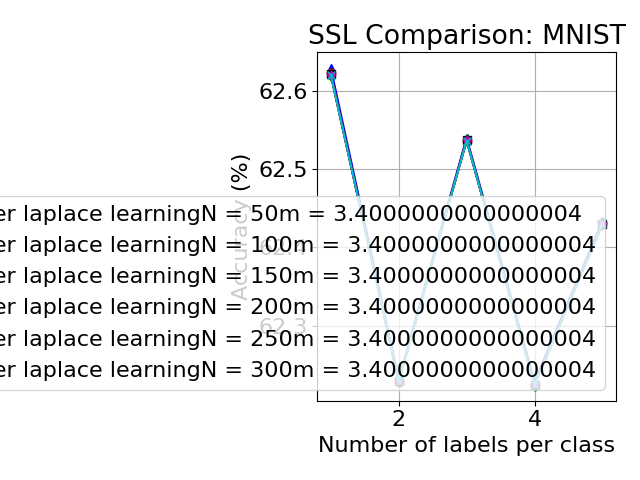 SSL Comparison: MNIST
62.6
62.5
62.4
62.3
Accuracy (%)
er laplace learningN = 50m = 3.4000000000000004
er laplace learningN = 100m = 3.4000000000000004
er laplace learningN = 150m = 3.4000000000000004
er laplace learningN = 200m = 3.4000000000000004
er laplace learningN = 250m = 3.4000000000000004
er laplace learningN = 300m = 3.4000000000000004
2 4
Number of labels per class